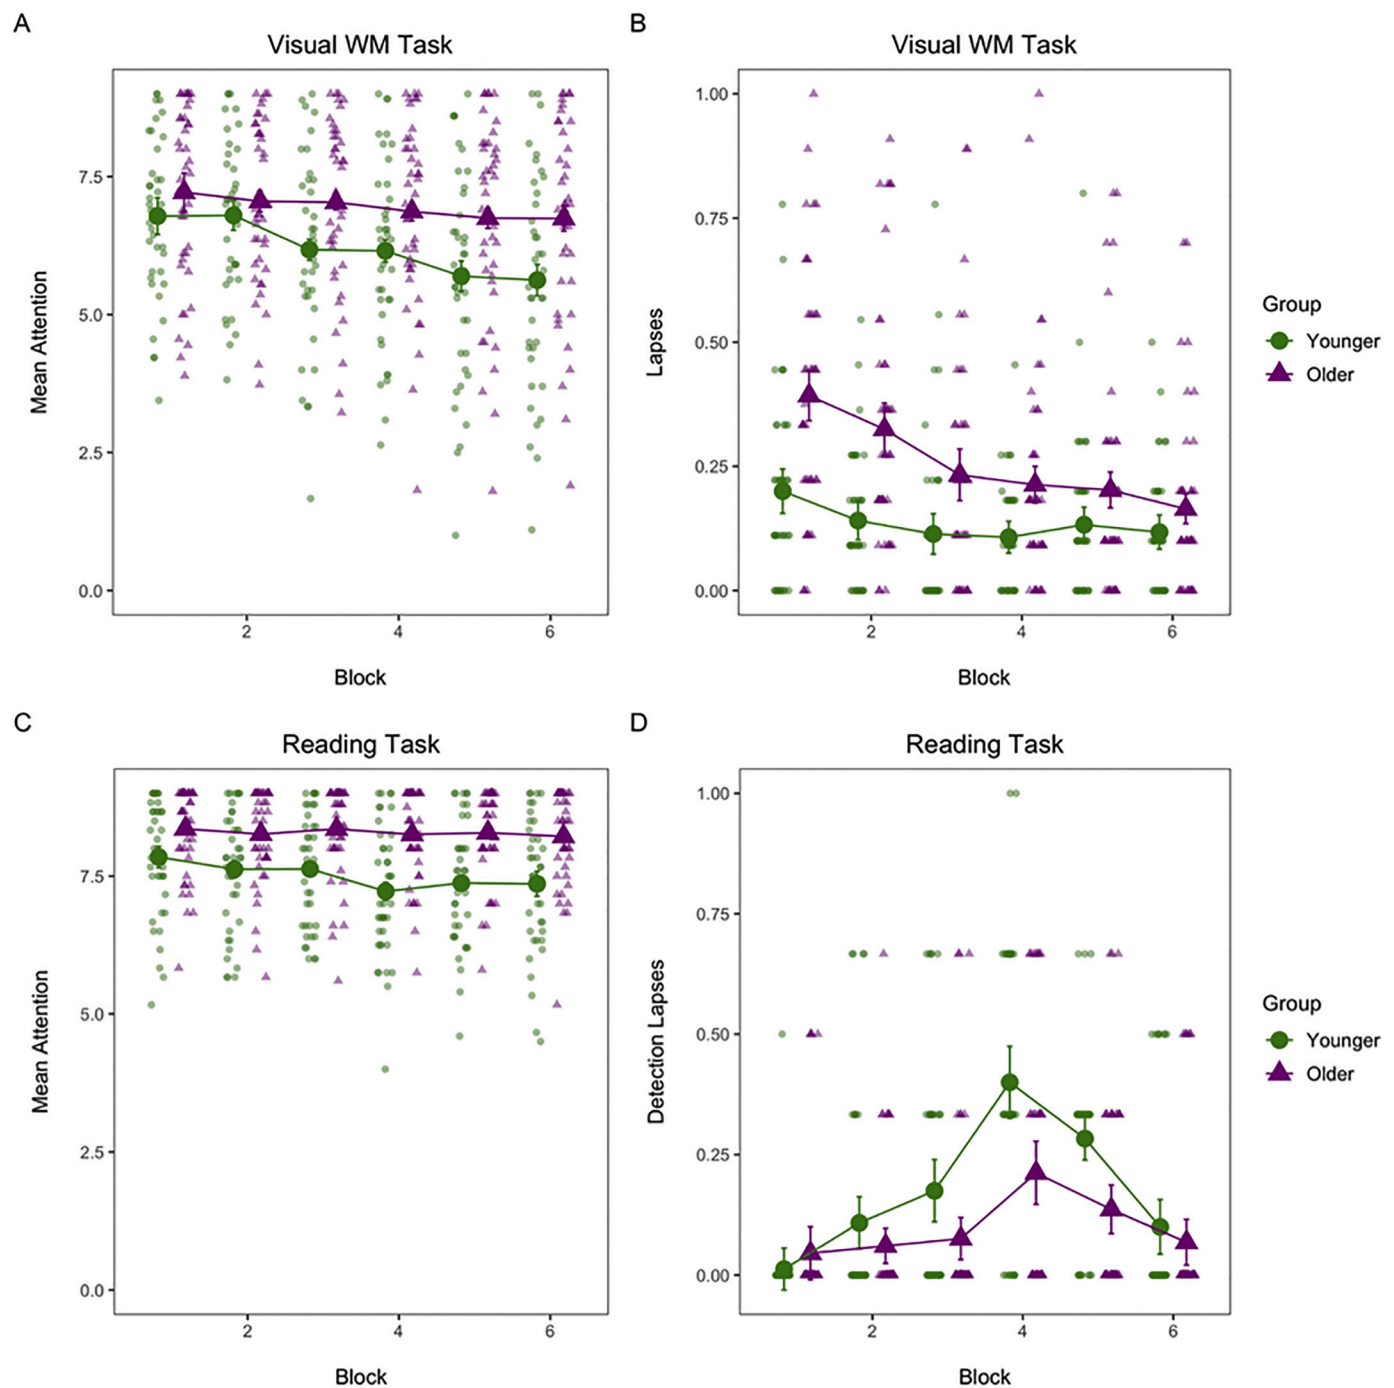 A
Visual WM Task
Mean Attention
7.5
5.0
2.5
0.0
2 4 6
Block
B
Visual WM Task
Lapses
1.00
0.75
0.50
0.25
0.00
2 4 6
Block
Group
Younger
Older
C
Reading Task
Mean Attention
7.5
5.0
2.5
0.0
2 4 6
Block
D
Reading Task
Detection Lapses
1.00
0.75
0.50
0.25
0.00
2 4 6
Block
Group
Younger
Older